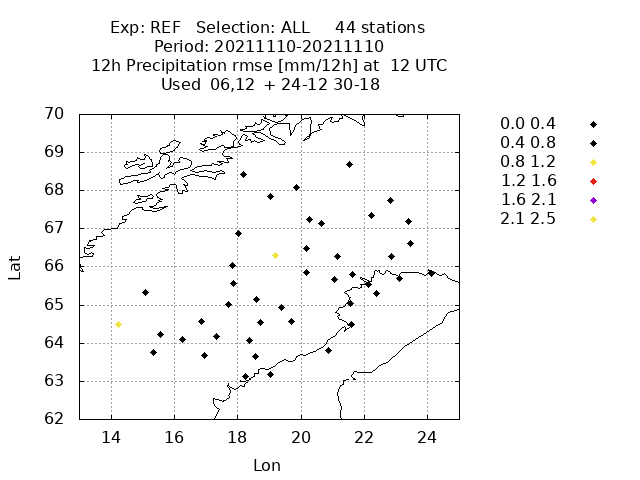 Exp: REF   Selection: ALL     44 stations
Period: 20211110-20211110
12h Precipitation rmse [mm/12h] at  12 UTC
Used  06,12  + 24-12 30-18
70
69
68
67
66
65
64
63
62
14 16 18 20 22 24
Lat
Lon
0.0 0.4
0.4 0.8
0.8 1.2
1.2 1.6
1.6 2.1
2.1 2.5